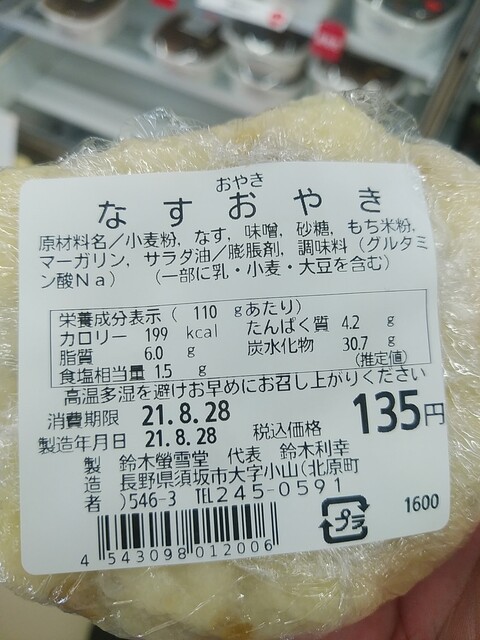 おやき
なすおやき
原材料名／小麦粉, なす, 味噌, 砂糖, もち米粉,
マーガリン, サラダ油／膨脹剤, 調味料（グルタミ
ン酸Ｎａ）　（一部に乳・小麦・大豆を含む）
栄養成分表示（ 110 gあたり）
カロリー 199 kcal たんぱく質 4.2 g
脂質 6.0 g 炭水化物 30.7 g
食塩相当量 1.5 g (推定値)
高温多湿を避けお早めにお召し上がりください
消費期限 21.8.28
製造年月日 21.8.28 税込価格 135円
製 鈴木螢雪堂 代表 鈴木利幸
造 長野県須坂市大字小山(北原町
者 )546-3 TEL245-0591
プラ 1600
4 543098 012006